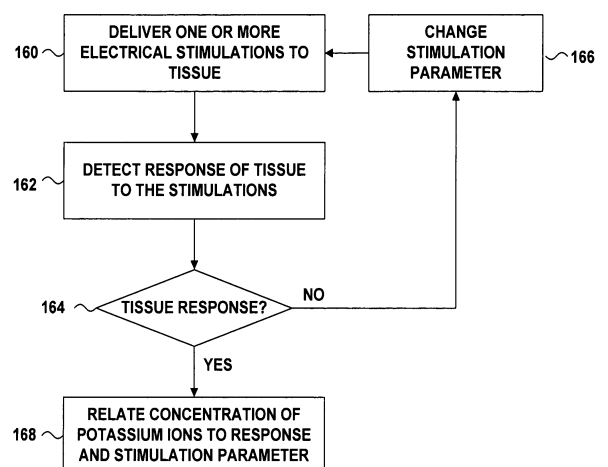 160
DELIVER ONE OR MORE
ELECTRICAL STIMULATIONS TO
TISSUE
CHANGE
STIMULATION
PARAMETER
166
162
DETECT RESPONSE OF TISSUE
TO THE STIMULATIONS
164
TISSUE RESPONSE?
NO
YES
168
RELATE CONCENTRATION OF
POTASSIUM IONS TO RESPONSE
AND STIMULATION PARAMETER